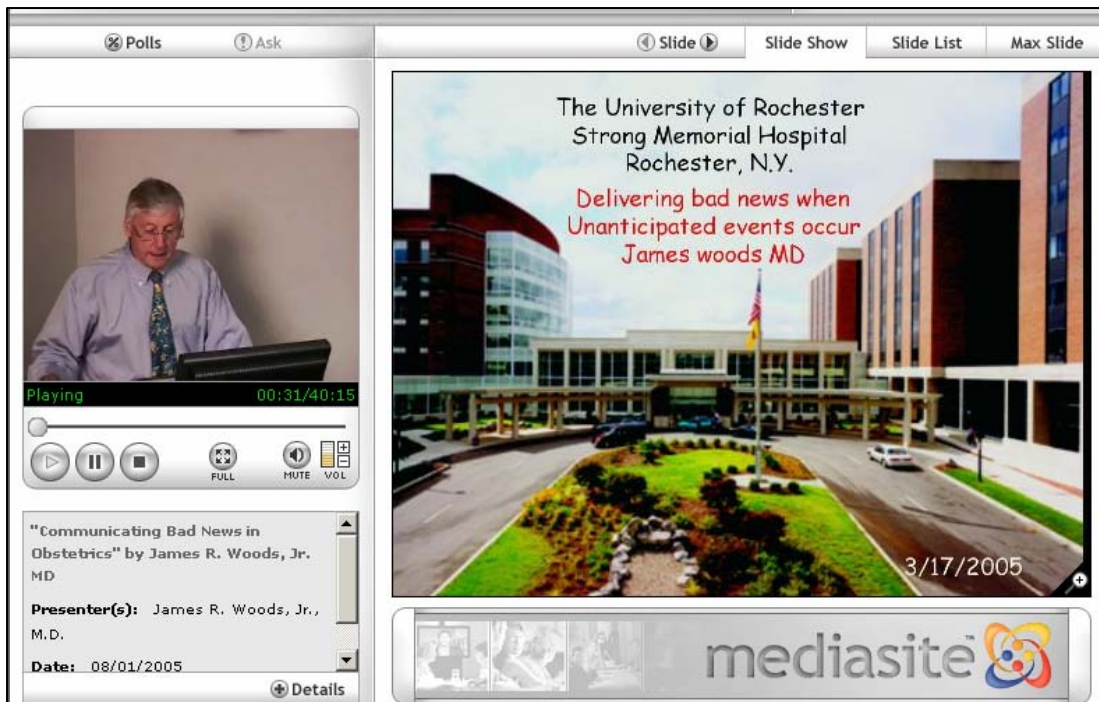 Polls
Ask
Slide
Slide Show
Slide List
Max Slide
Playing
00:31/40:15
FULL
MUTE
VOL
"Communicating Bad News in
Obstetrics" by James R. Woods, Jr.
MD
Presenter(s): James R. Woods, Jr.,
M.D.
Date: 08/01/2005
Details
The University of Rochester
Strong Memorial Hospital
Rochester, N.Y.
Delivering bad news when
Unanticipated events occur
James woods MD
3/17/2005
mediasite™